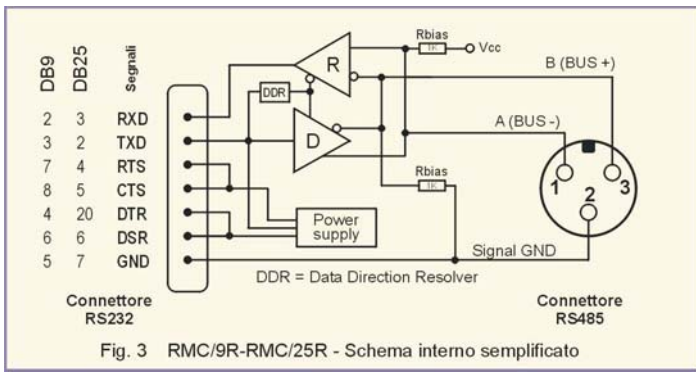 DB9 DB25 Segnali
Rbias
1K
Vcc
R
B (BUS +)
DDR
2 3 RXD
3 2 TXD
D
A (BUS -)
7 4 RTS
Rbias
1K
8 5 CTS
1 2 3
4 20 DTR
Power
supply
6 6 DSR
5 7 GND
Signal GND
DDR = Data Direction Resolver
Connettore
RS232
Connettore
RS485
Fig. 3 RMC/9R-RMC/25R - Schema interno semplificato